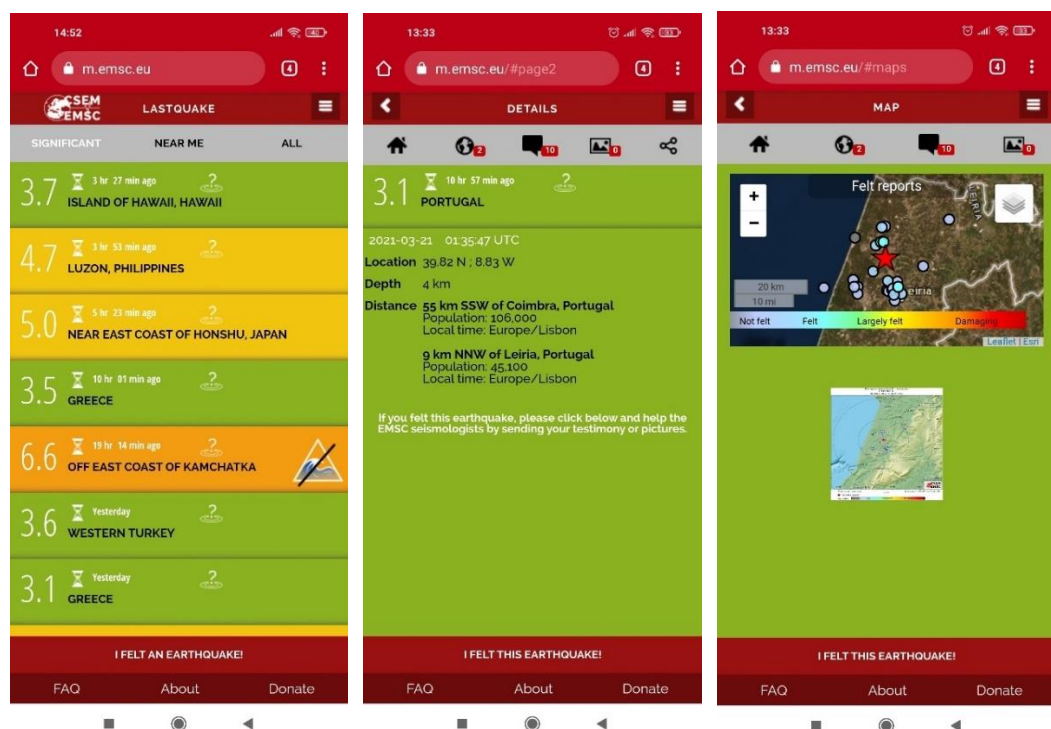 14:52
40
m.emsc.eu
4
CSEM
EMSC
LASTQUAKE
SIGNIFICANT NEAR ME ALL
3.7
3 hr 27 min ago
?
ISLAND OF HAWAII, HAWAII
4.7
3 hr 53 min ago
?
LUZON, PHILIPPINES
5.0
5 hr 23 min ago
?
NEAR EAST COAST OF HONSHU, JAPAN
3.5
10 hr 01 min ago
?
GREECE
6.6
19 hr 14 min ago
?
OFF EAST COAST OF KAMCHATKA
3.6
Yesterday
?
WESTERN TURKEY
3.1
Yesterday
?
GREECE
I FELT AN EARTHQUAKE!
FAQ About Donate
13:33
m.emsc.eu/#page2
4
DETAILS
2 10 0
3.1
10 hr 57 min ago
?
PORTUGAL
2021-03-21 01:35:47 UTC
Location 39.82 N ; 8.83 W
Depth 4 km
Distance 55 km SSW of Coimbra, Portugal
Population: 106,000
Local time: Europe/Lisbon
9 km NNW of Leiria, Portugal
Population: 45,100
Local time: Europe/Lisbon
If you felt this earthquake, please click below and help the
EMSC seismologists by sending your testimony or pictures.
I FELT THIS EARTHQUAKE!
FAQ About Donate
13:33
m.emsc.eu/#maps
4
MAP
2 10 0
+
Felt reports
LEIRIA
−
20 km
10 mi
eiria
Not felt Felt Largely felt Damaging
Leaflet | Esri
I FELT THIS EARTHQUAKE!
FAQ About Donate